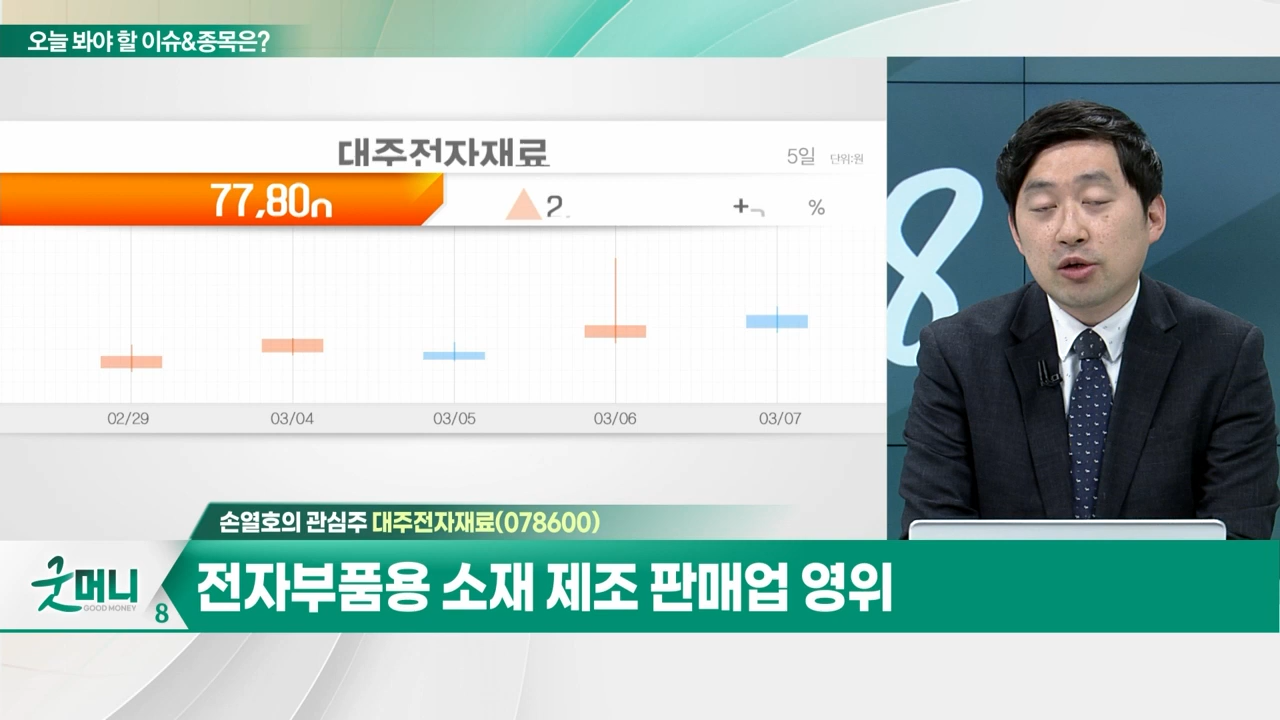 오늘 봐야 할 이슈&종목은?
대주전자재료
5일 단위:원
+ %
02/29 03/04 03/05 03/06 03/07
손열호의 관심주 대주전자재료(078600)
굿머니
GOOD MONEY
8
전자부품용 소재 제조 판매업 영위
8